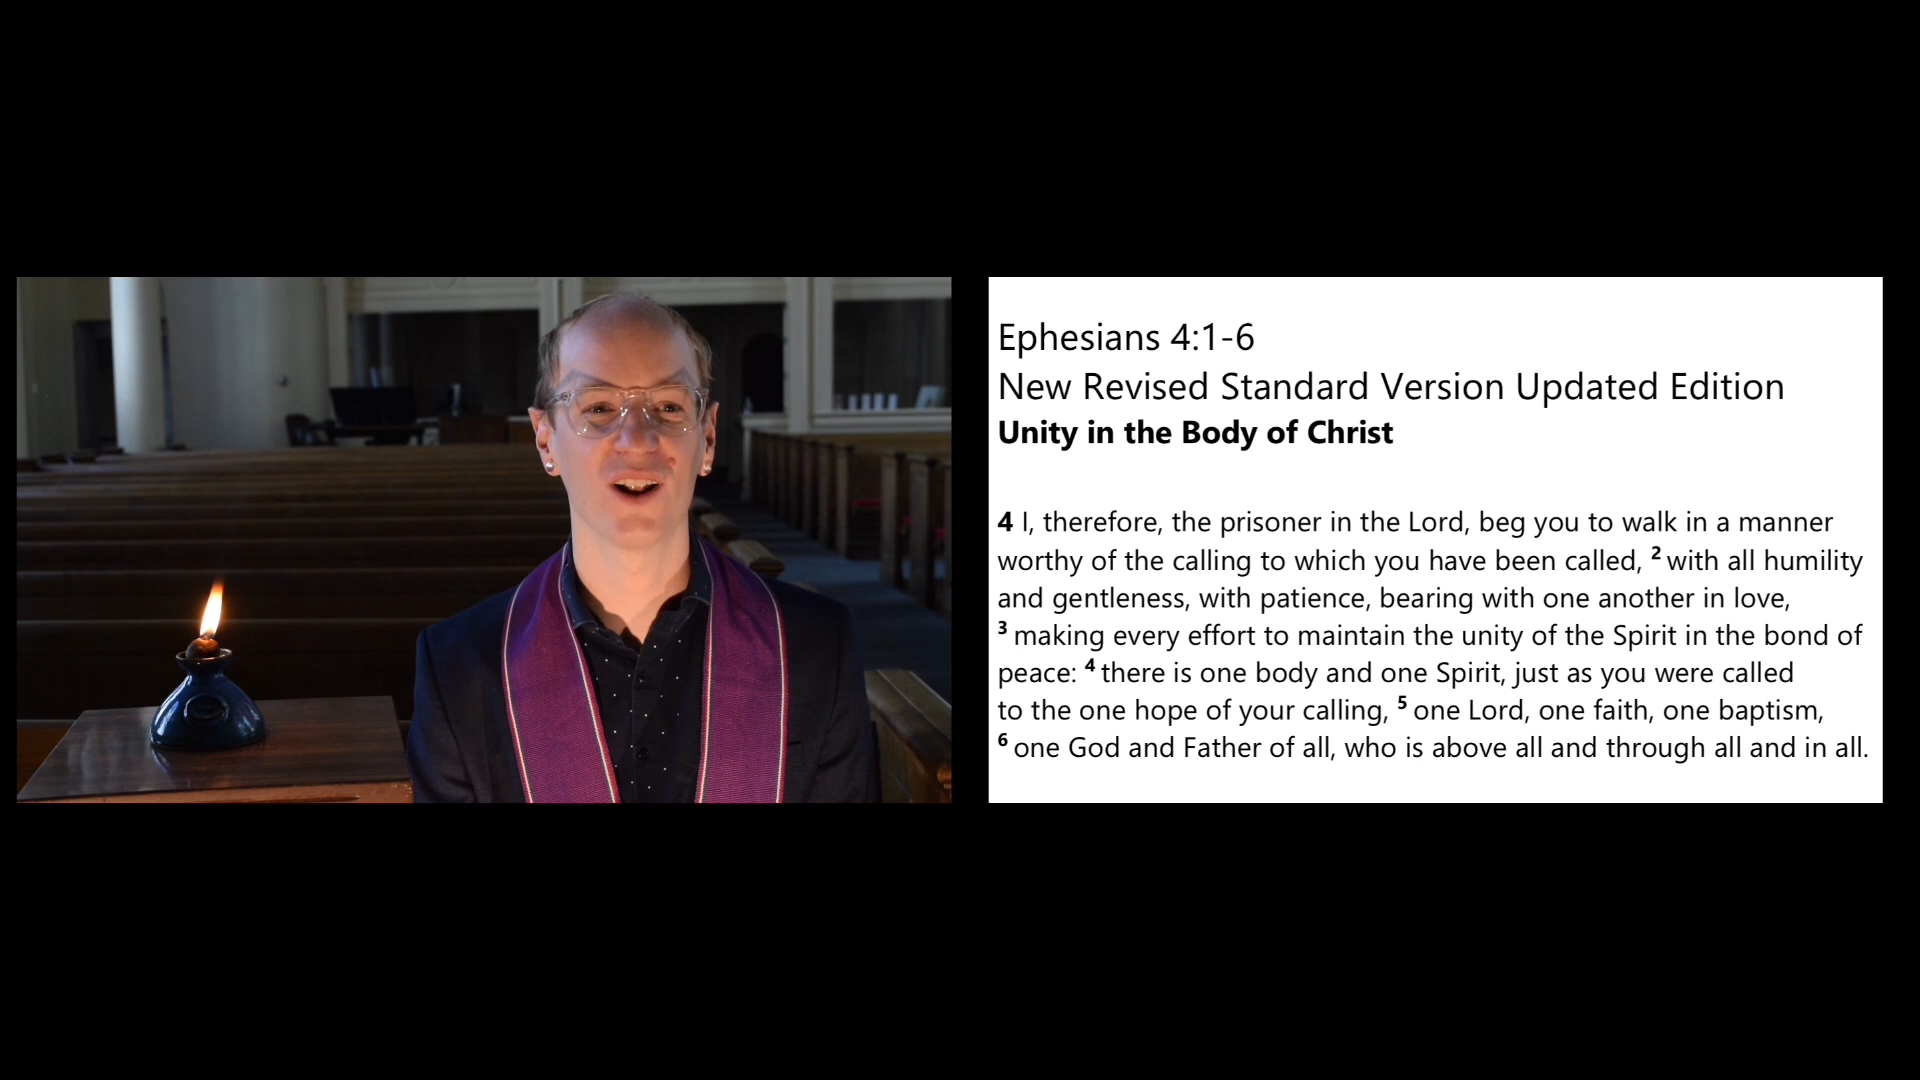 Ephesians 4:1-6
New Revised Standard Version Updated Edition
Unity in the Body of Christ
4 I, therefore, the prisoner in the Lord, beg you to walk in a manner
worthy of the calling to which you have been called, 2 with all humility
and gentleness, with patience, bearing with one another in love,
3 making every effort to maintain the unity of the Spirit in the bond of
peace: 4 there is one body and one Spirit, just as you were called
to the one hope of your calling, 5 one Lord, one faith, one baptism,
6 one God and Father of all, who is above all and through all and in all.